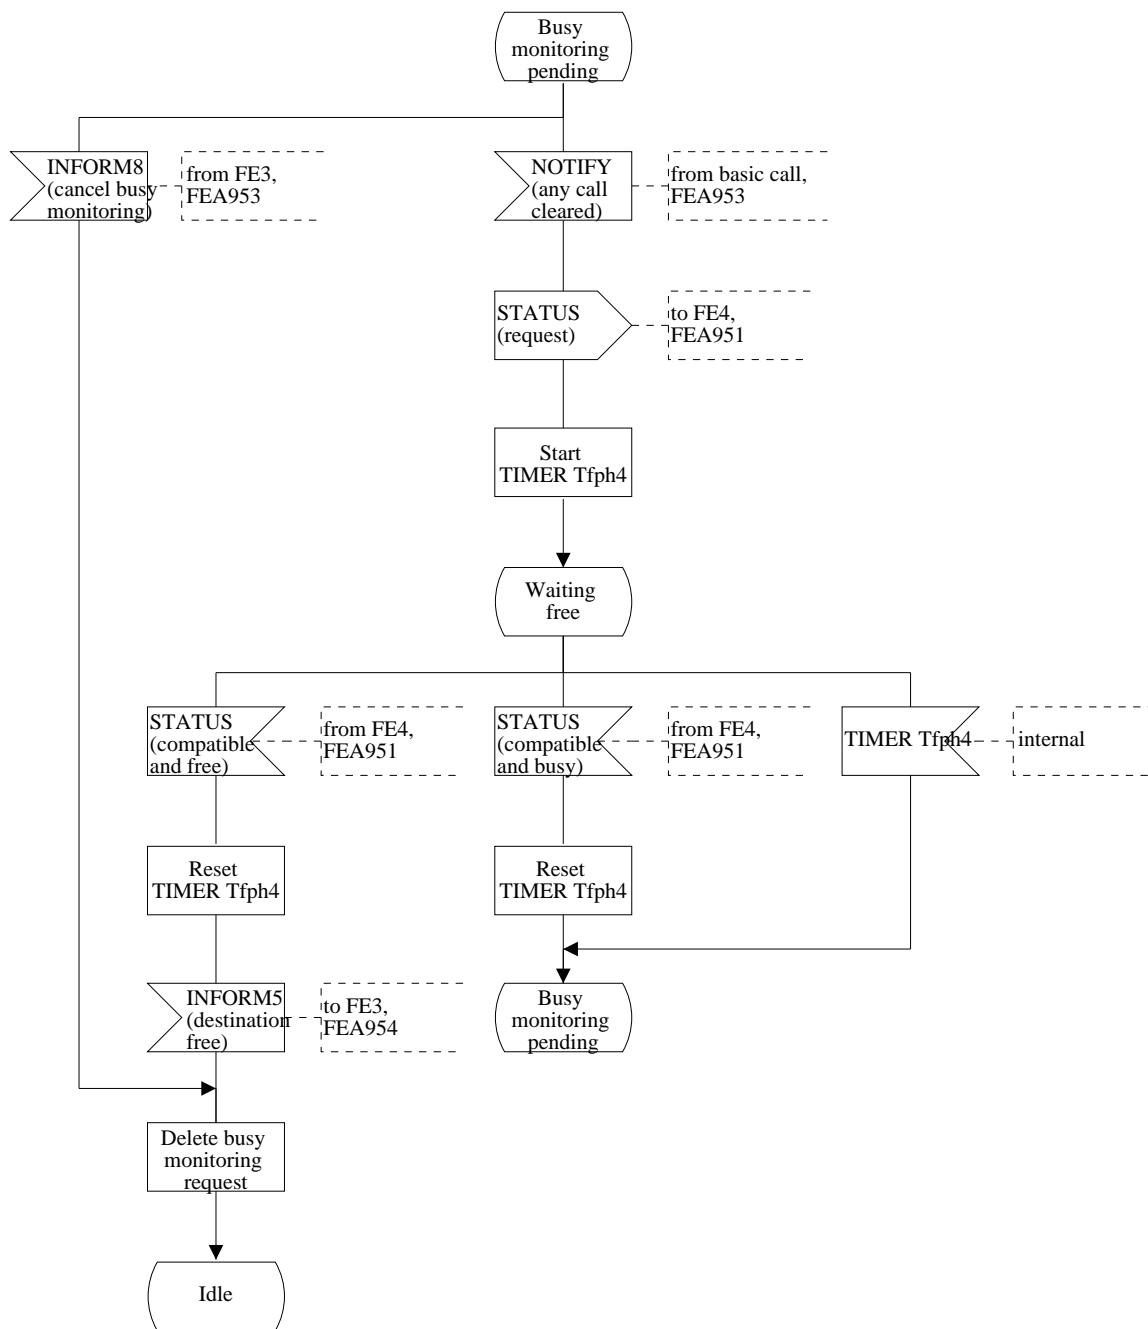 Busy
monitoring
pending
INFORM8
(cancel busy
monitoring)
from FE3,
FEA953
NOTIFY
(any call
cleared)
from basic call,
FEA953
STATUS
(request)
to FE4,
FEA951
Start
TIMER Tfph4
Waiting
free
STATUS
(compatible
and free)
from FE4,
FEA951
STATUS
(compatible
and busy)
from FE4,
FEA951
TIMER Tfph4
internal
Reset
TIMER Tfph4
Reset
TIMER Tfph4
INFORM5
(destination
free)
to FE3,
FEA954
Busy
monitoring
pending
Delete busy
monitoring
request
Idle